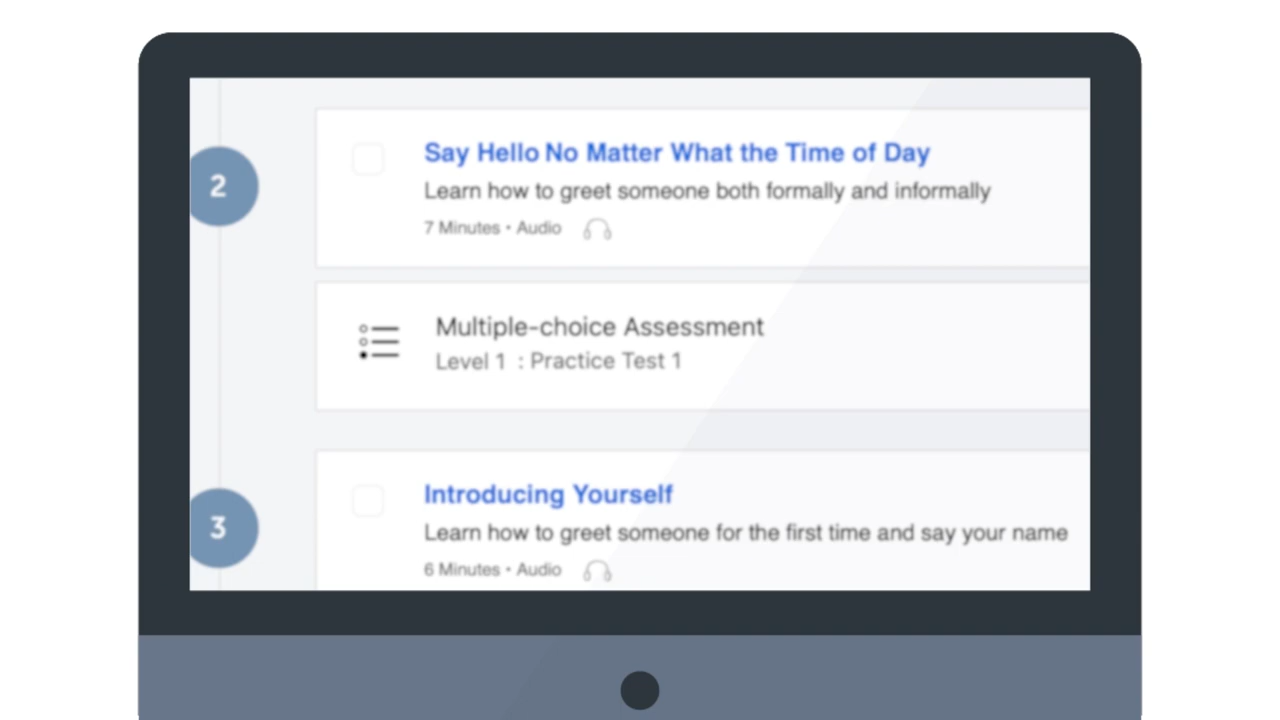 2
Say Hello No Matter What the Time of Day
Learn how to greet someone both formally and informally
7 Minutes • Audio
Multiple-choice Assessment
Level 1 : Practice Test 1
3
Introducing Yourself
Learn how to greet someone for the first time and say your name
6 Minutes • Audio